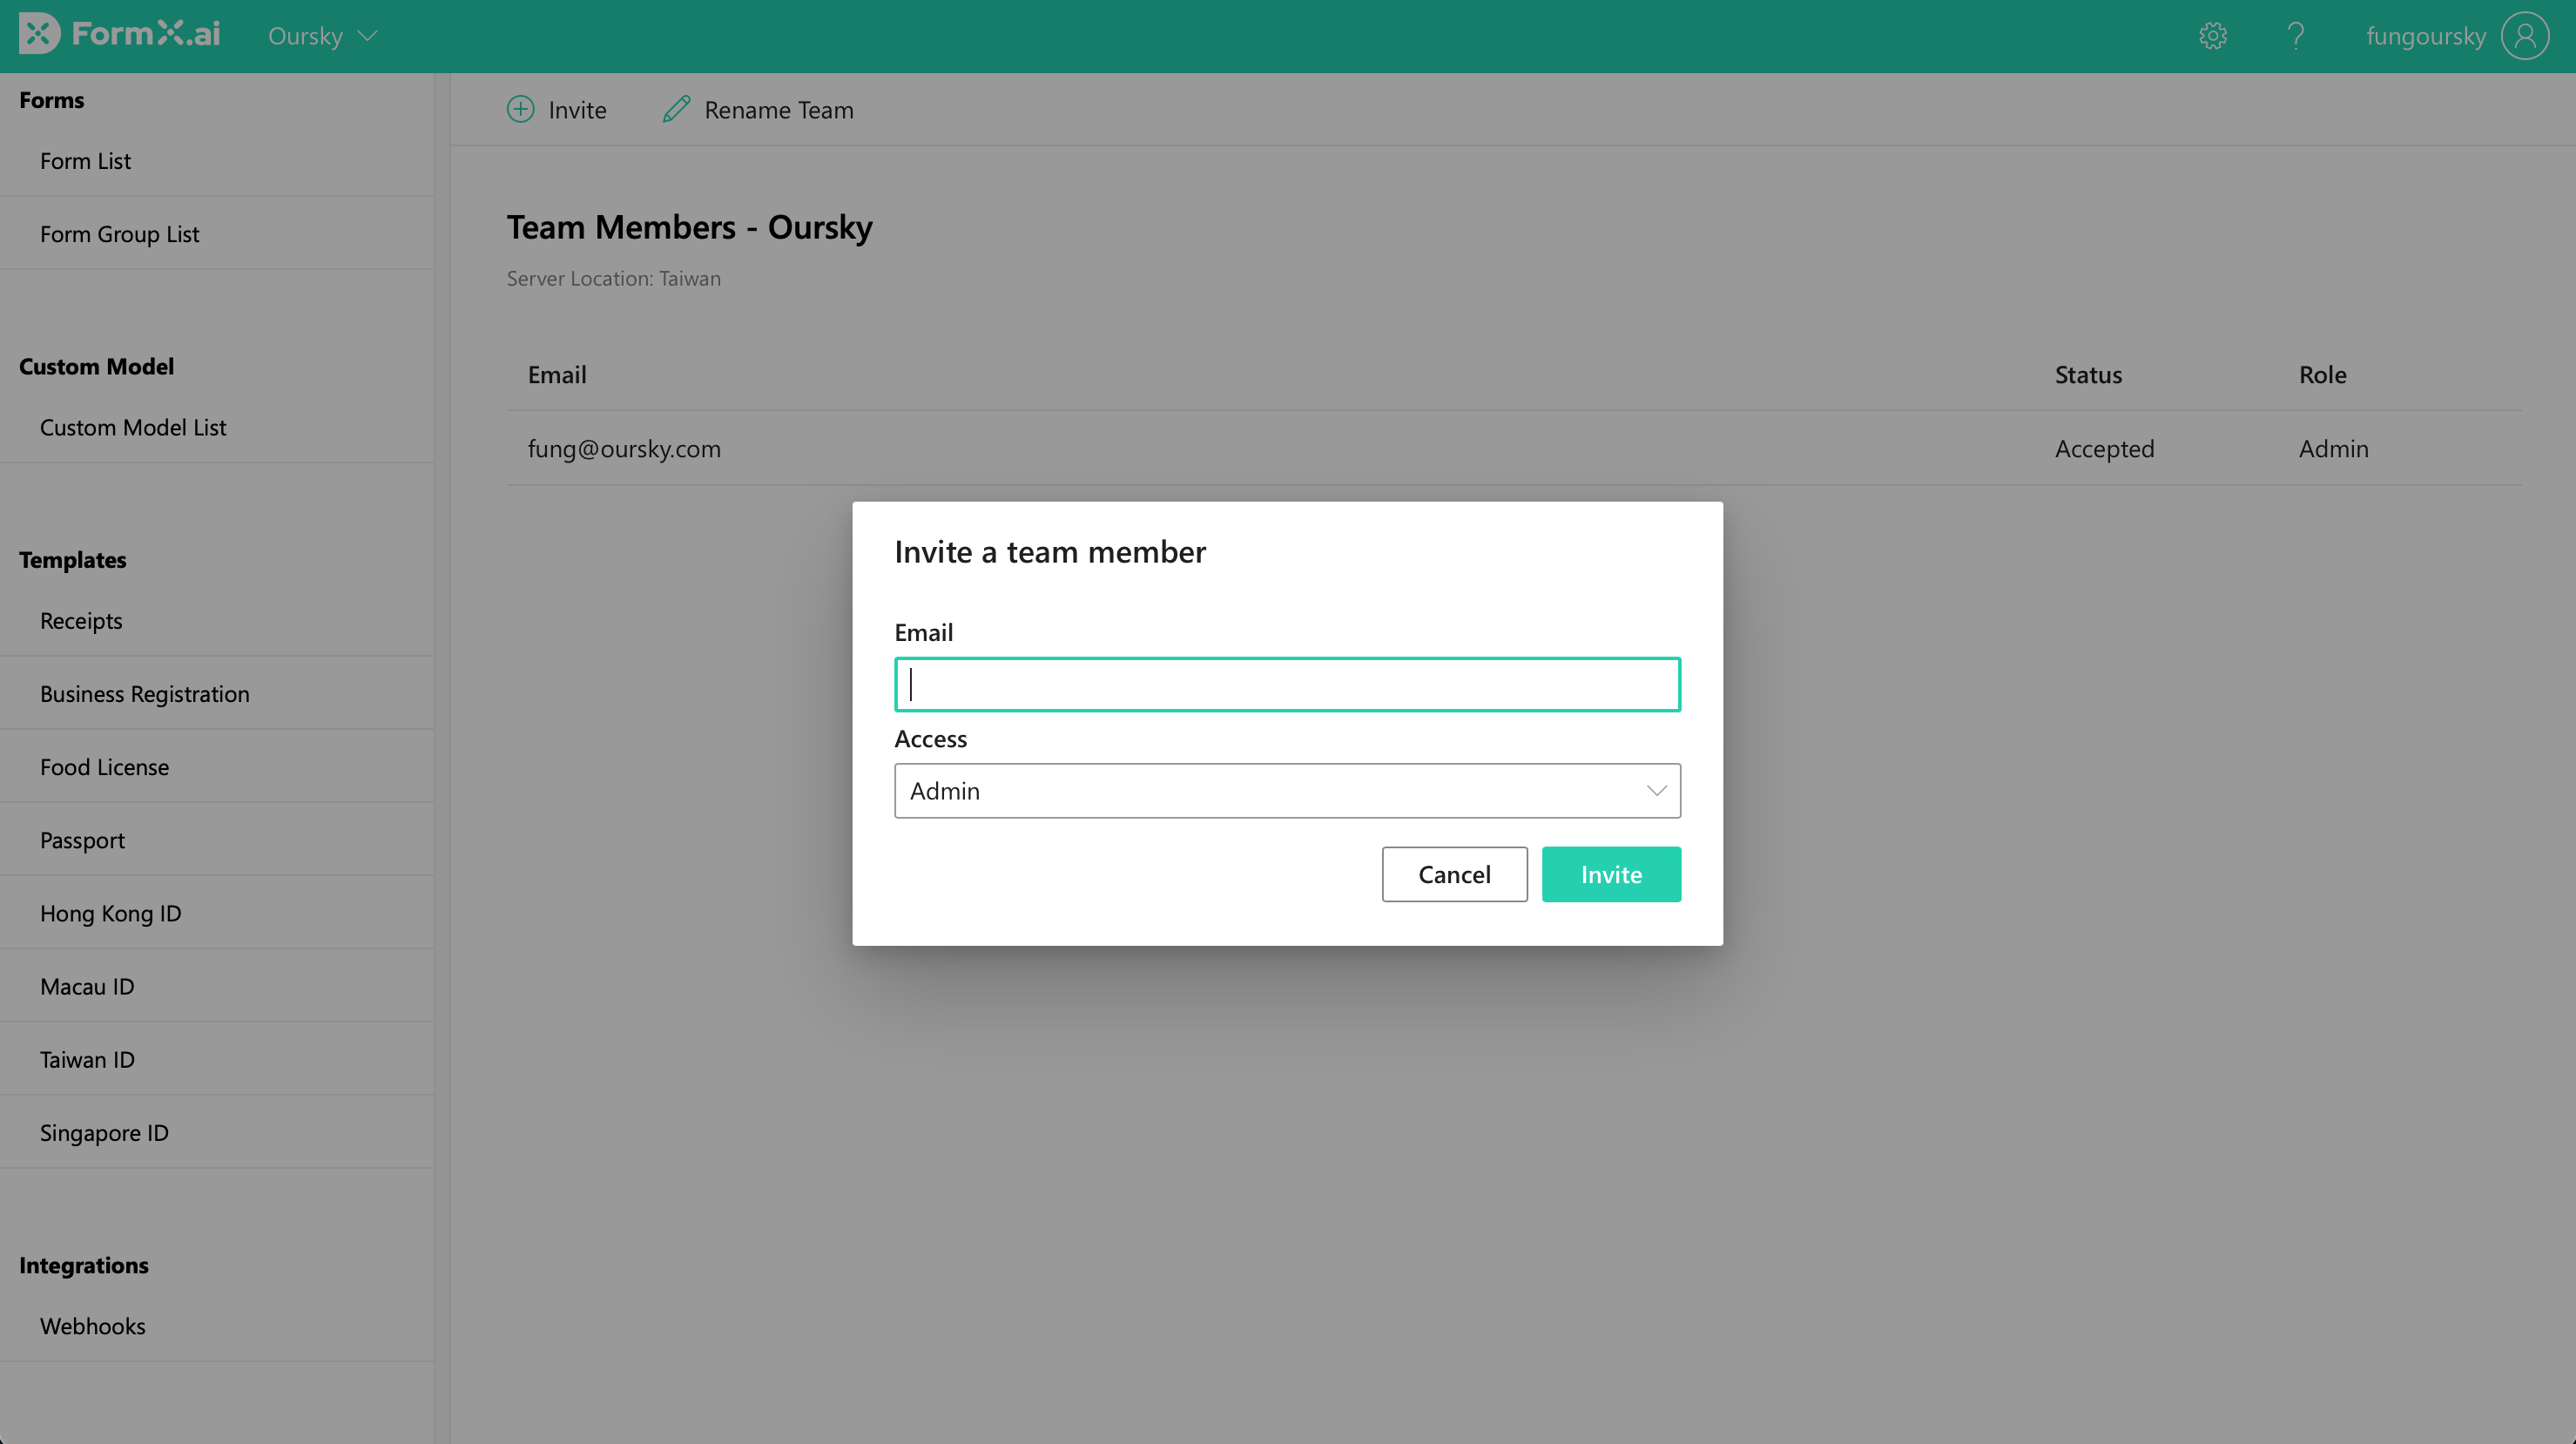 FormX.ai
Oursky
fungoursky
Forms
Form List
Form Group List
Custom Model
Custom Model List
Templates
Receipts
Business Registration
Food License
Passport
Hong Kong ID
Macau ID
Taiwan ID
Singapore ID
Integrations
Webhooks
Invite Rename Team
Team Members - Oursky
Server Location: Taiwan
Email Status Role
fung@oursky.com Accepted Admin
Invite a team member
Email
Access
Admin
Cancel Invite